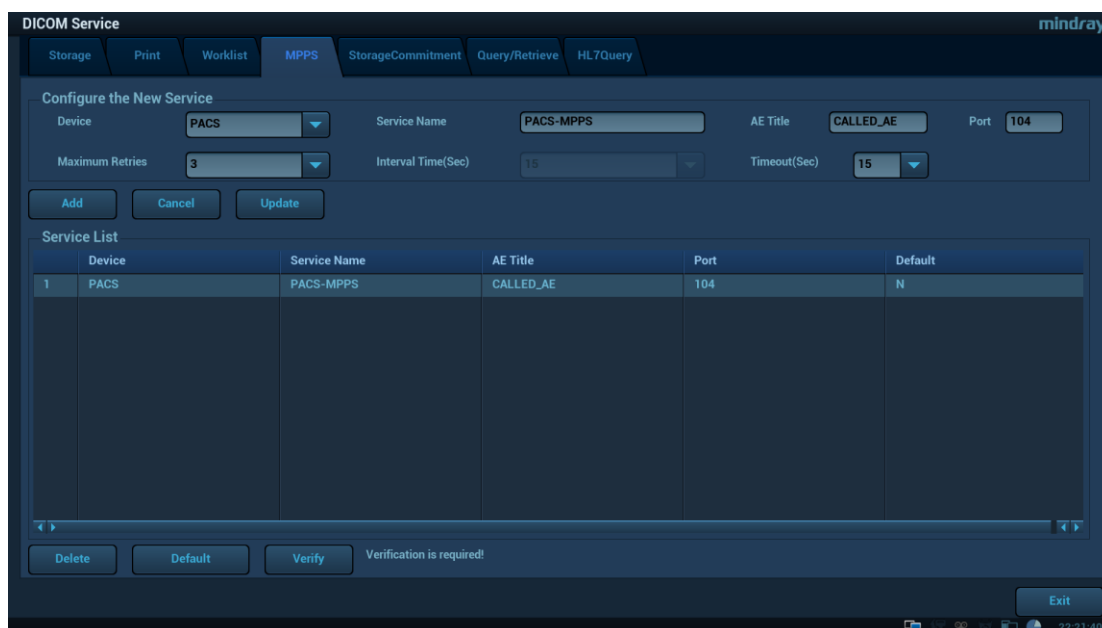 DICOM Service mindray
Storage Print Worklist MPPS StorageCommitment Query/Retrieve HL7Query
Configure the New Service
Device PACS Service Name PACS-MPPS AE Title CALLED_AE Port 104
Maximum Retries 3 Interval Time(Sec) 15 Timeout(Sec) 15
Add Cancel Update
Service List
Device Service Name AE Title Port Default
1 PACS PACS-MPPS CALLED_AE 104 N
Delete Default Verify Verification is required!
Exit
22:21:40